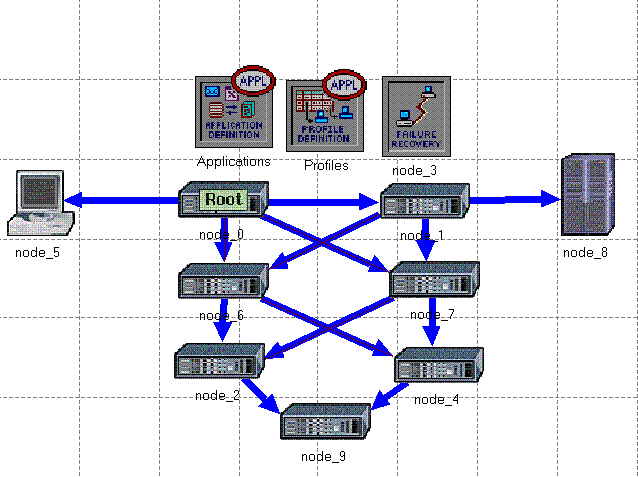 APPL
APPL
APPLICATION
DEFINITION
PROFILE
DEFINITION
FAILURE
RECOVERY
Applications
Profiles
node_3
Root
node_5
node_0
node_1
node_8
node_6
node_7
node_2
node_4
node_9